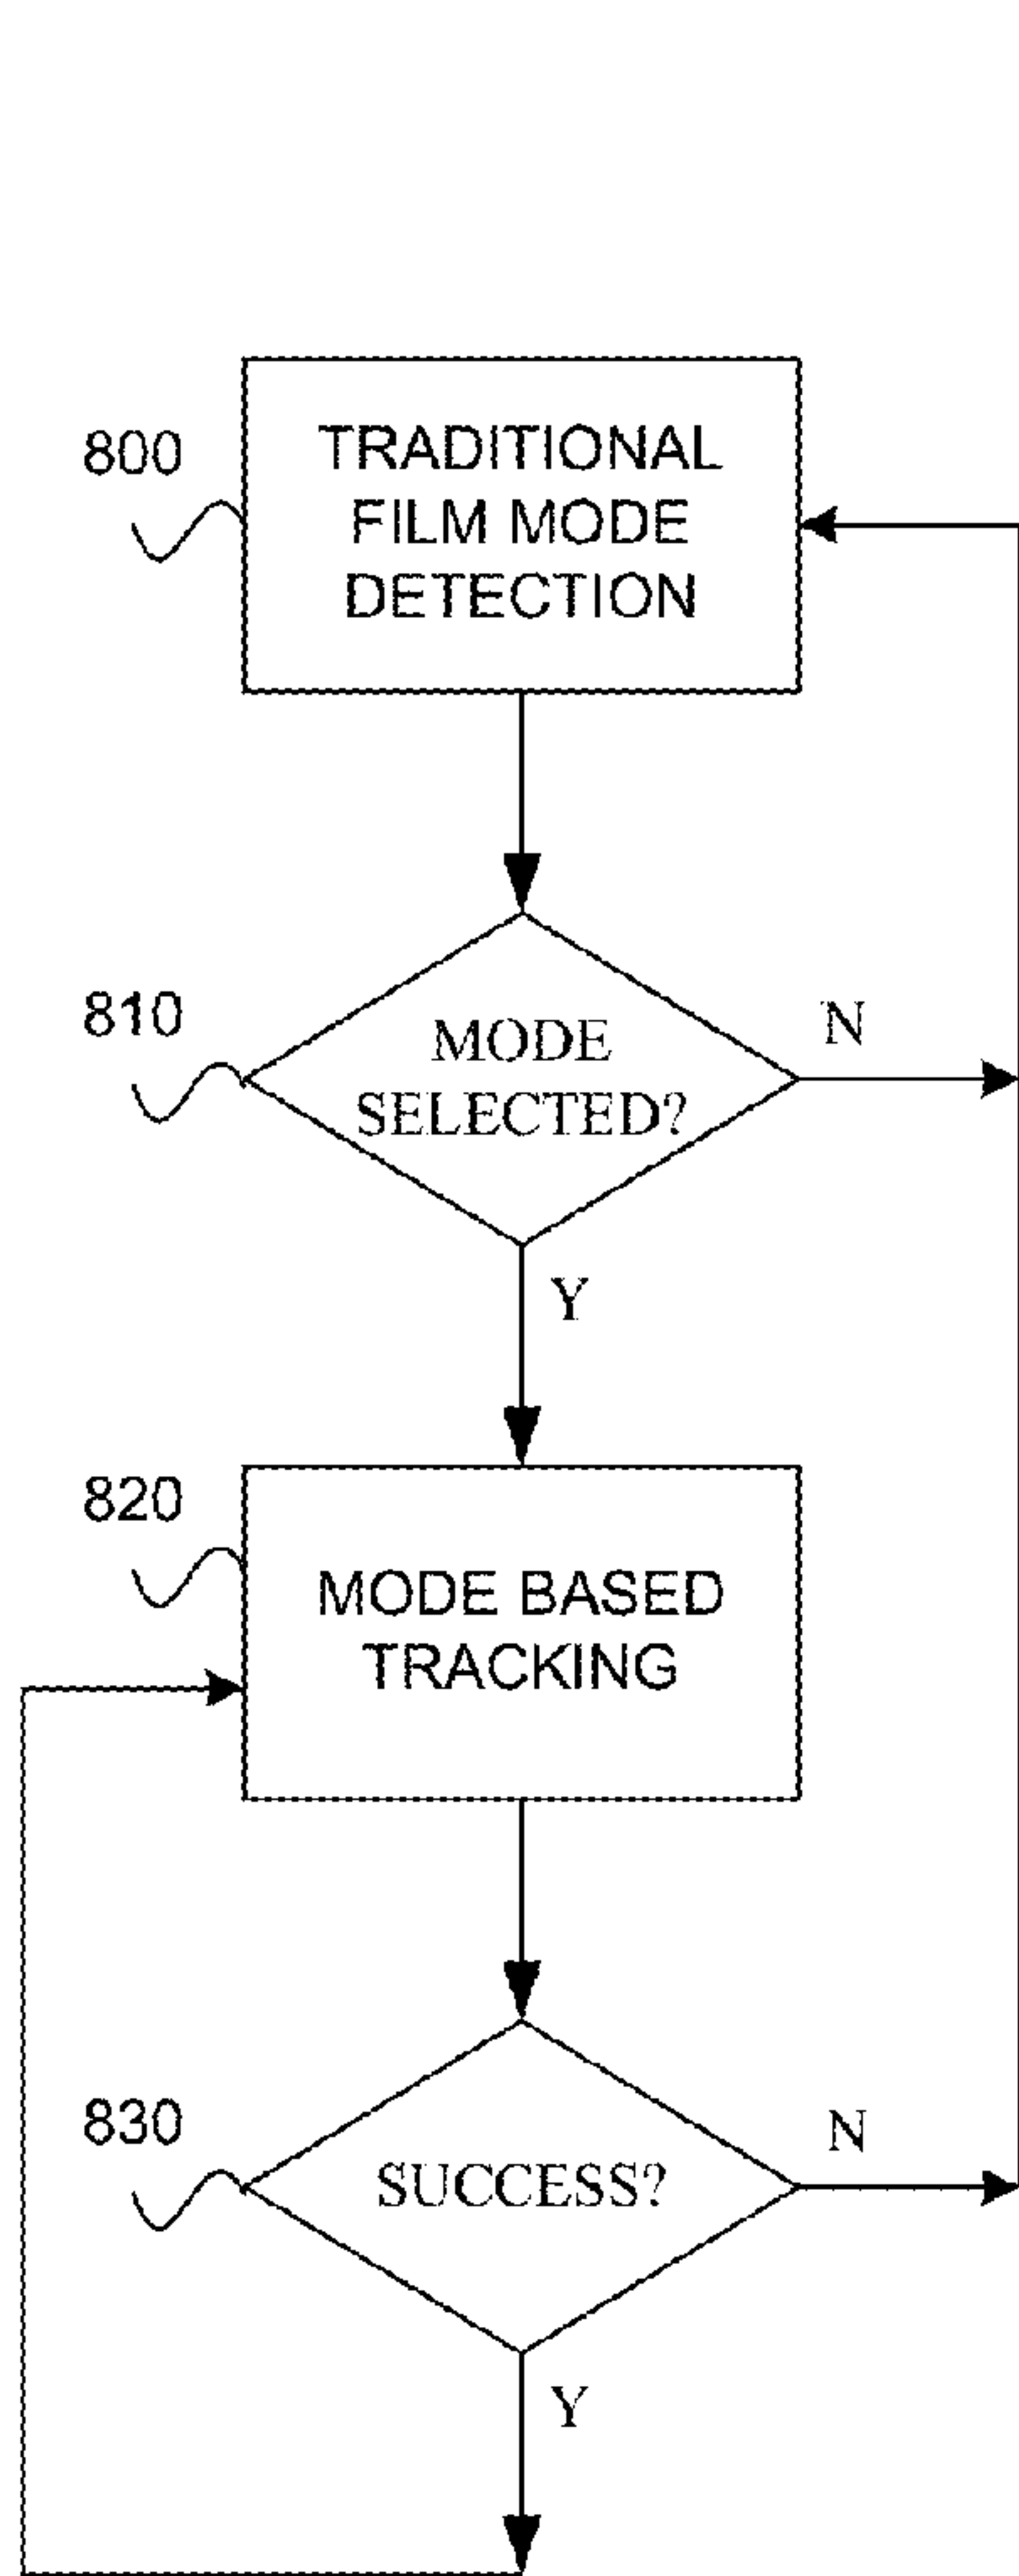 800
TRADITIONAL
FILM MODE
DETECTION
810
MODE
SELECTED?
N
Y
820
MODE BASED
TRACKING
830
SUCCESS?
N
Y